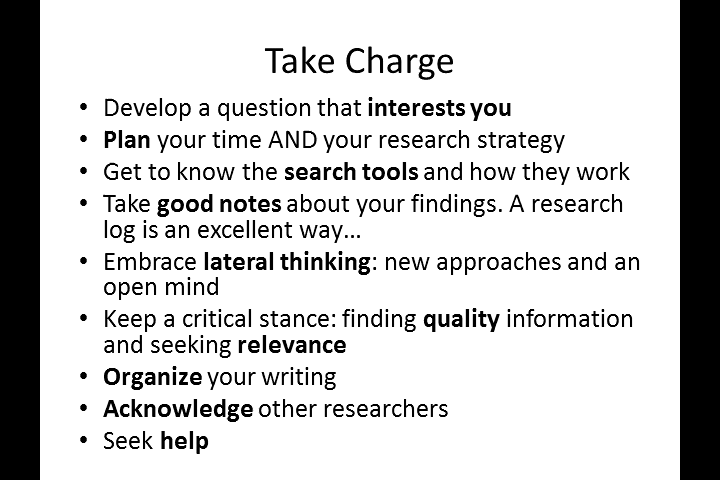 Take Charge
• Develop a question that interests you
• Plan your time AND your research strategy
• Get to know the search tools and how they work
• Take good notes about your findings. A research
log is an excellent way…
• Embrace lateral thinking: new approaches and an
open mind
• Keep a critical stance: finding quality information
and seeking relevance
• Organize your writing
• Acknowledge other researchers
• Seek help